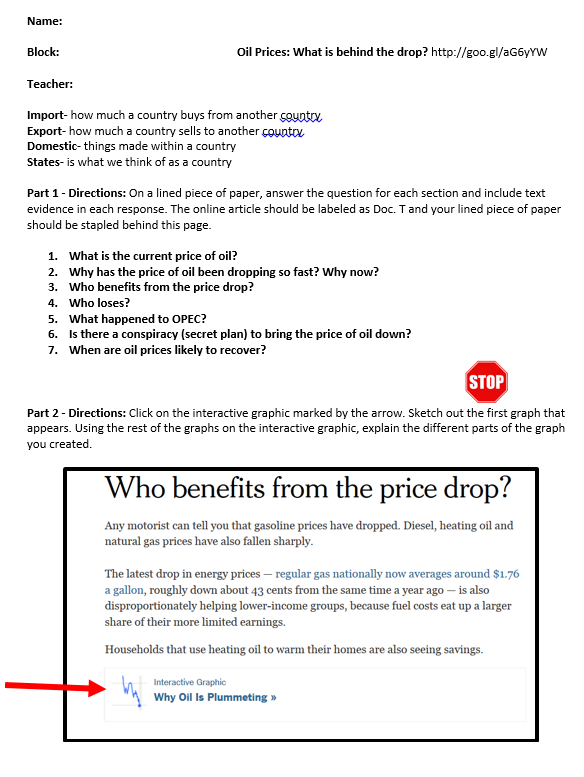 Name:
Block: Oil Prices: What is behind the drop? http://goo.gl/aG6yYW
Teacher:
Import- how much a country buys from another country.
Export- how much a country sells to another country.
Domestic- things made within a country
States- is what we think of as a country
Part 1 - Directions: On a lined piece of paper, answer the question for each section and include text
evidence in each response. The online article should be labeled as Doc. T and your lined piece of paper
should be stapled behind this page.
1. What is the current price of oil?
2. Why has the price of oil been dropping so fast? Why now?
3. Who benefits from the price drop?
4. Who loses?
5. What happened to OPEC?
6. Is there a conspiracy (secret plan) to bring the price of oil down?
7. When are oil prices likely to recover?
STOP
Part 2 - Directions: Click on the interactive graphic marked by the arrow. Sketch out the first graph that
appears. Using the rest of the graphs on the interactive graphic, explain the different parts of the graph
you created.
Who benefits from the price drop?
Any motorist can tell you that gasoline prices have dropped. Diesel, heating oil and
natural gas prices have also fallen sharply.
The latest drop in energy prices — regular gas nationally now averages around $1.76
a gallon, roughly down about 43 cents from the same time a year ago — is also
disproportionately helping lower-income groups, because fuel costs eat up a larger
share of their more limited earnings.
Households that use heating oil to warm their homes are also seeing savings.
Interactive Graphic
Why Oil Is Plummeting »